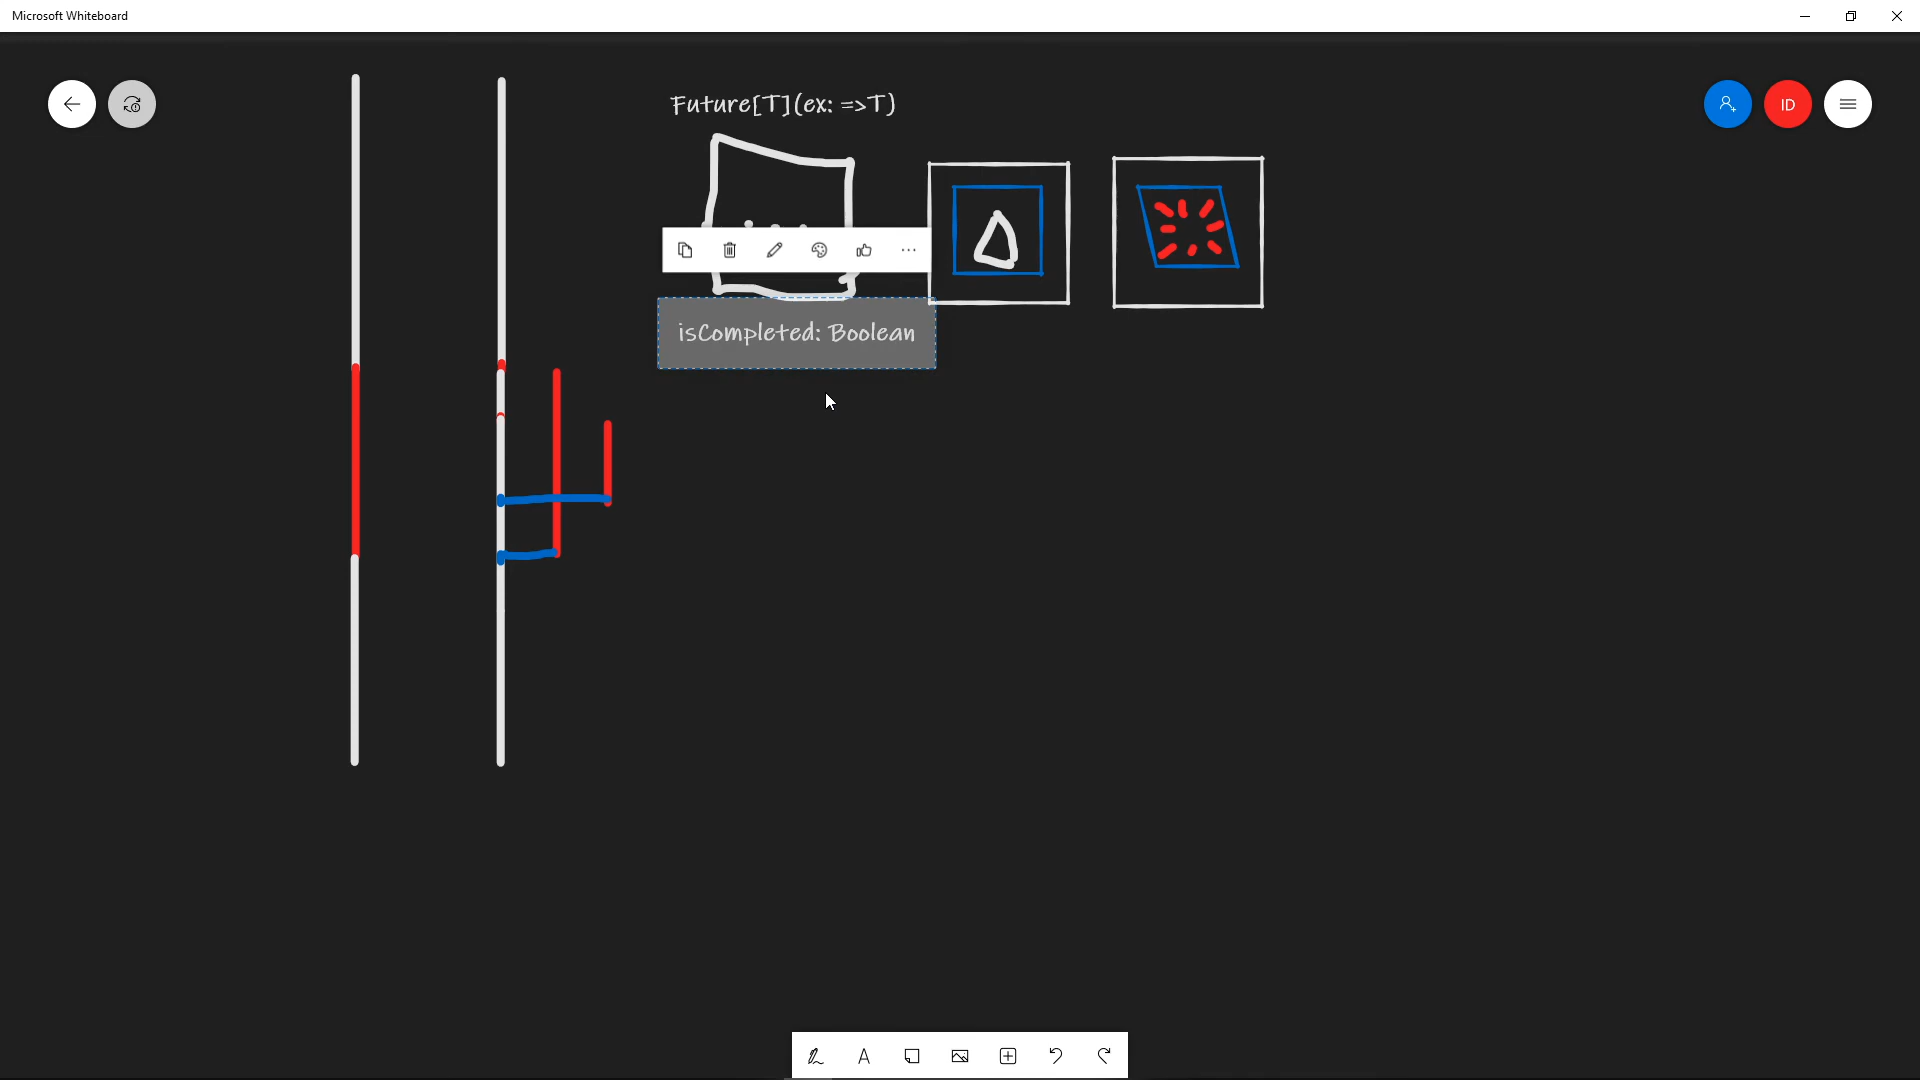 Microsoft Whiteboard
ID
Future[T](ex: =>T)
isCompleted: Boolean